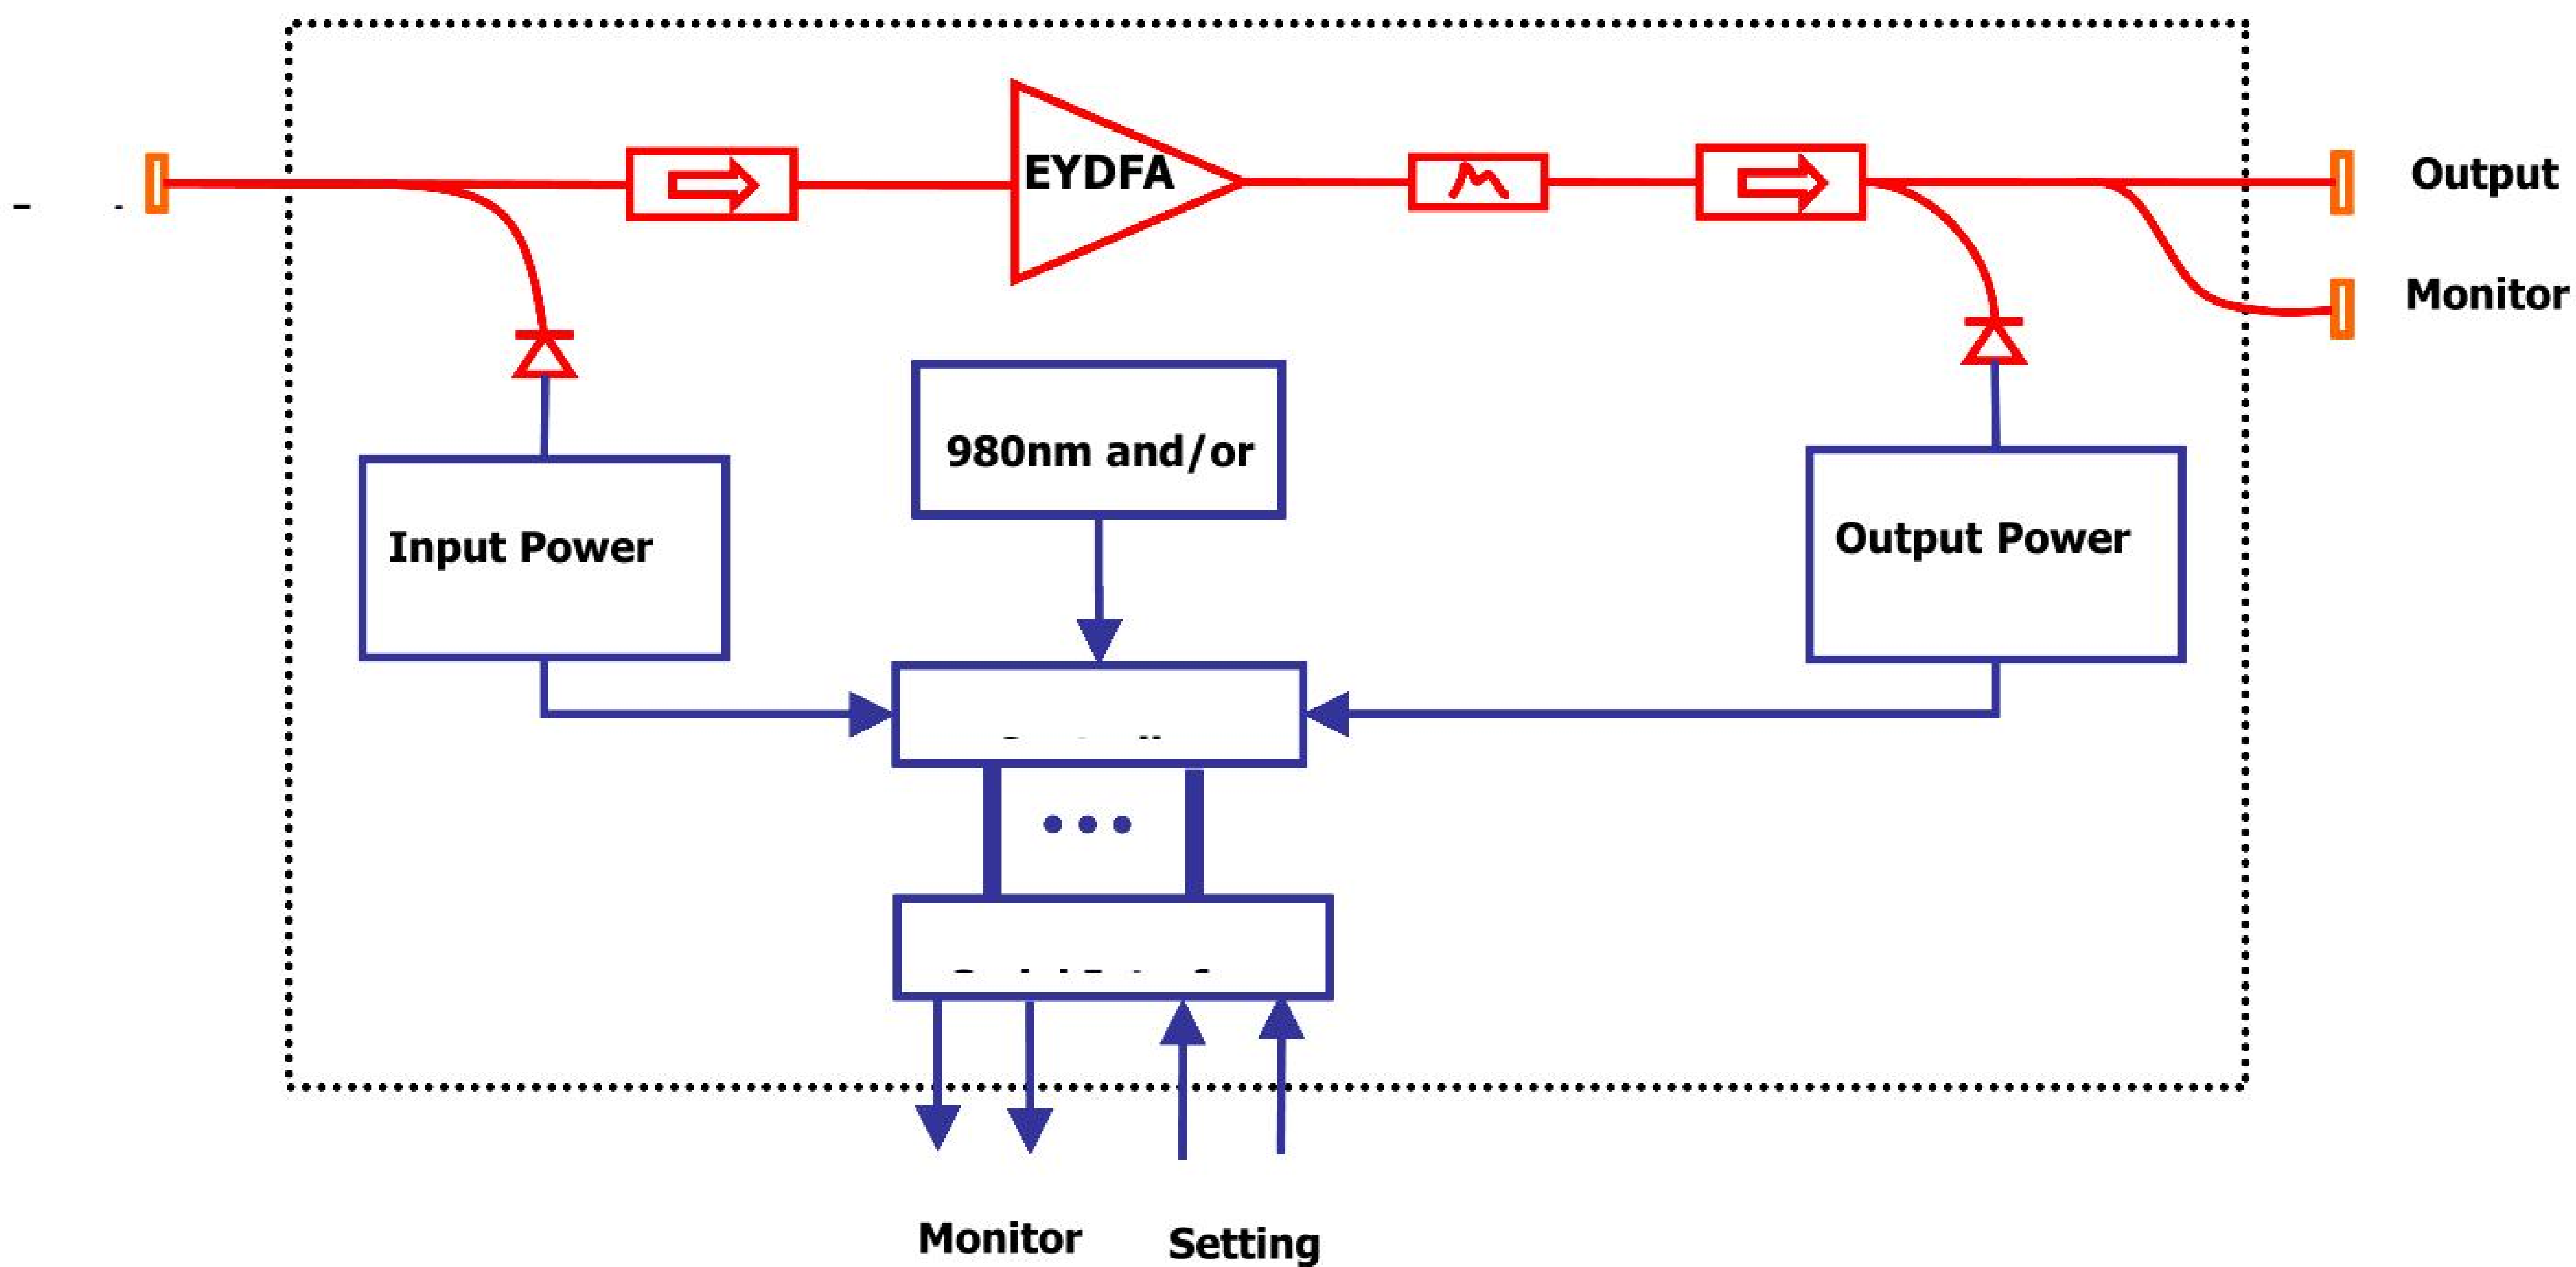 EYDFA
Output
Monitor
980nm and/or
Input Power
Output Power
Monitor
Setting